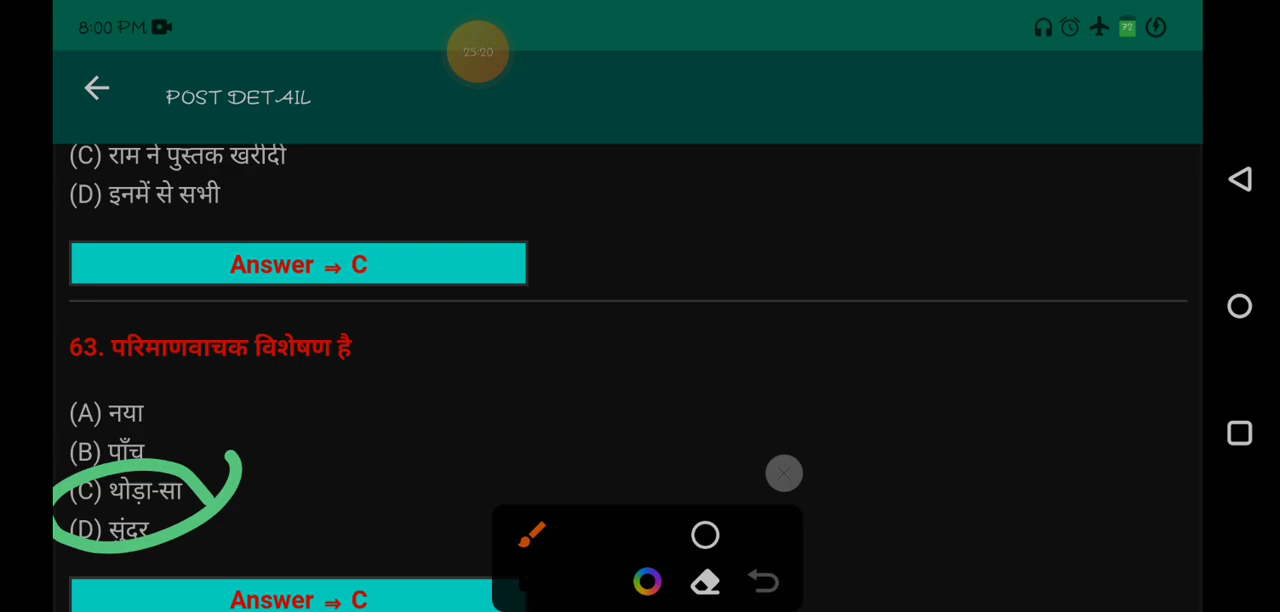 8:00 PM
25:20
72
POST DETAIL
(C) राम ने पुस्तक खरीदी
(D) इनमें से सभी
Answer ⇒ C
63. परिमाणवाचक विशेषण है
(A) नया
(B) पाँच
(C) थोड़ा-सा
(D) सुंदर
Answer ⇒ C